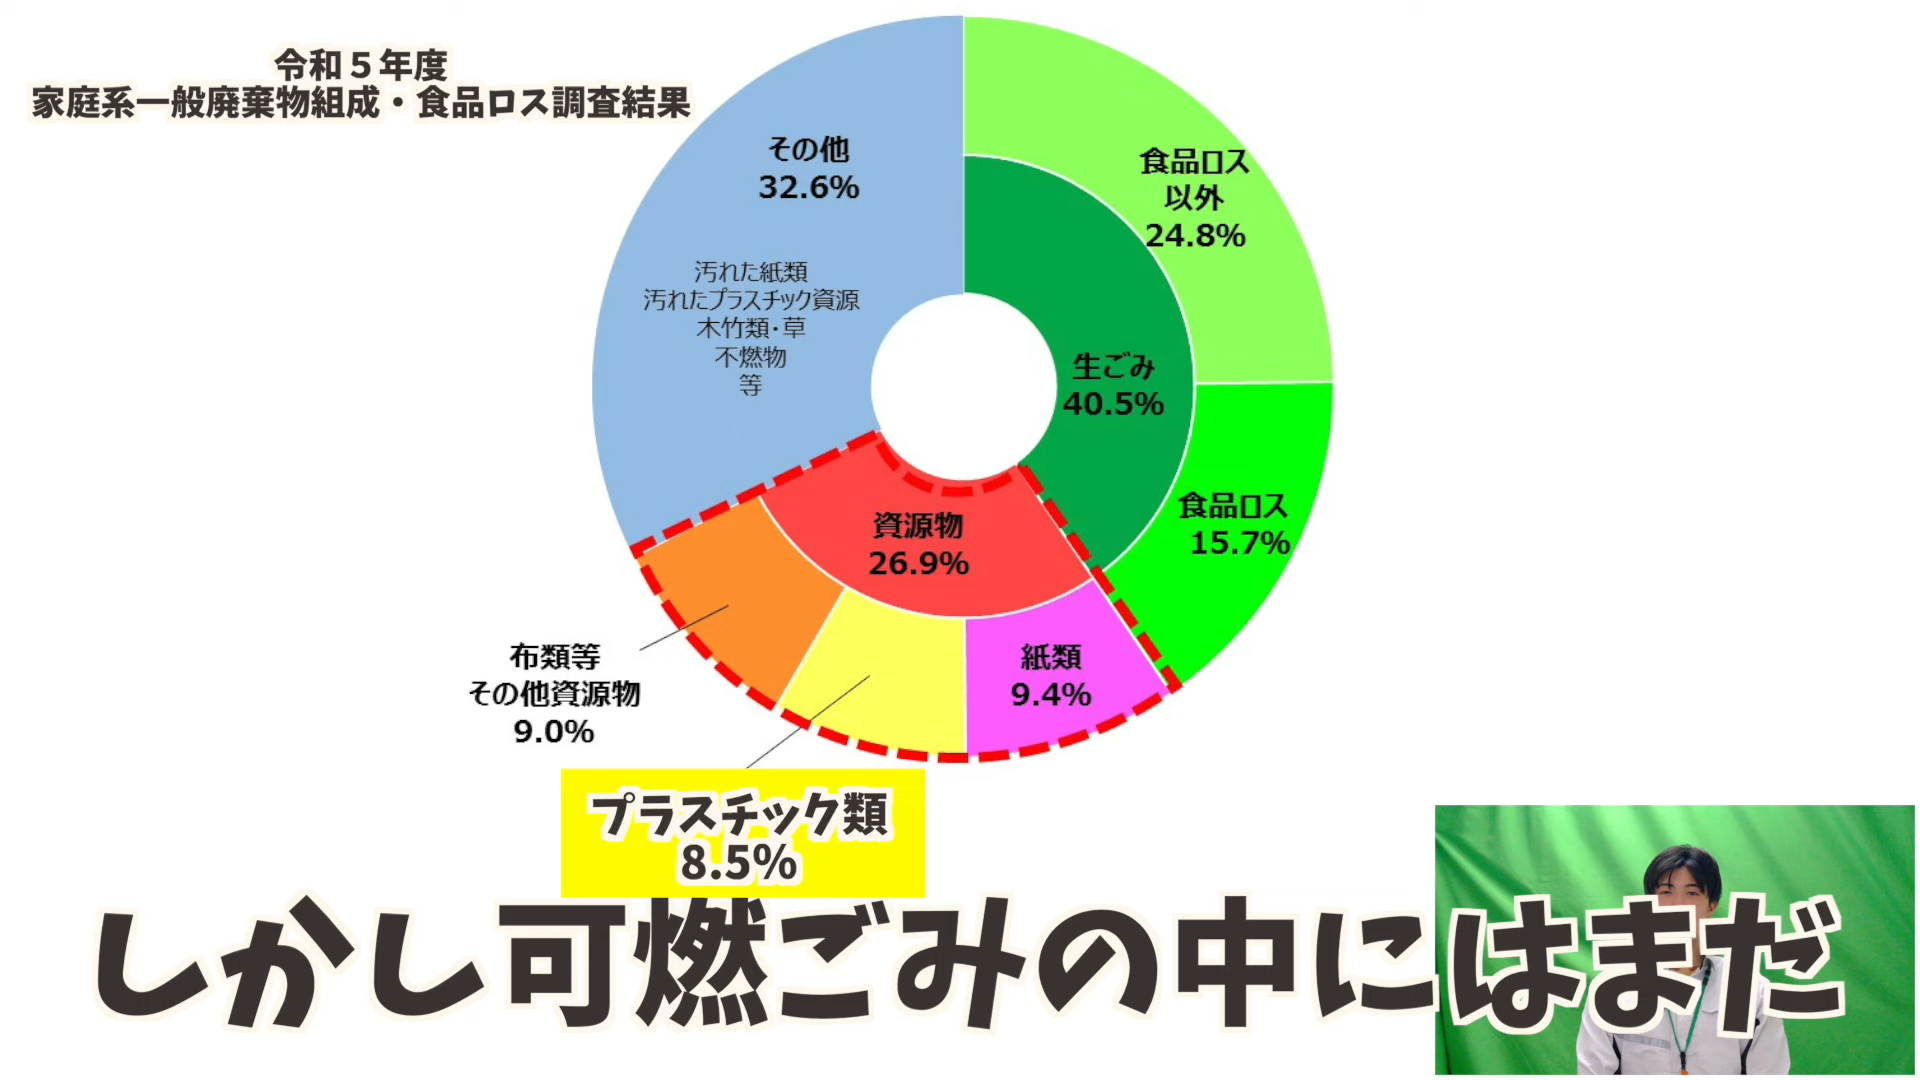 令和５年度
家庭系一般廃棄物組成・食品ロス調査結果
その他
32.6%
汚れた紙類
汚れたプラスチック資源
木竹類・草
不燃物
等
食品ロス
以外
24.8%
生ごみ
40.5%
食品ロス
15.7%
資源物
26.9%
紙類
9.4%
布類等
その他資源物
9.0%
プラスチック類
8.5%
しかし可燃ごみの中にはまだ